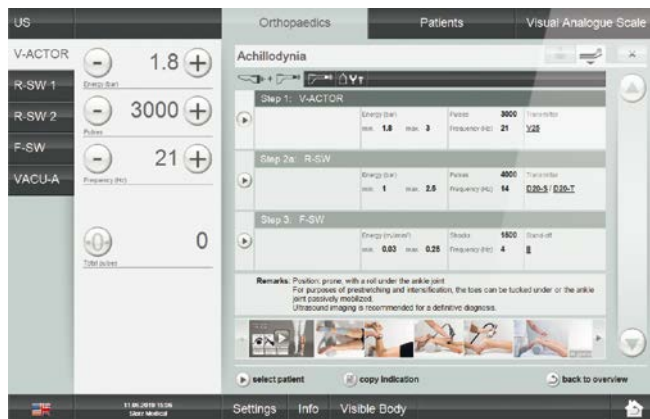 US
Orthopaedics
Patients
Visual Analogue Scale
V-ACTOR
R-SW 1
R-SW 2
F-SW
VACU-A
- 1.8 +
Energy (bar)
- 3000 +
Pulses
- 21 +
Frequency (Hz)
0
Total pulses
Achillodynia
Step 1: V-ACTOR
Energy (bar) Pulses 3000 Transmitter
min. 1.8 max. 3 Frequency (Hz) 21 V25
Step 2a: R-SW
Energy (bar) Pulses 4000 Transmitter
min. 1 max. 2.5 Frequency (Hz) 14 D20-S / D20-T
Step 3: F-SW
Energy (mJ/mm²) Shocks 1500 Stand-off
min. 0.03 max. 0.25 Frequency (Hz) 4 II
Remarks: Position: prone, with a roll under the ankle joint
For purposes of prestretching and intensification, the toes can be tucked under or the ankle
joint passively mobilized.
Ultrasound imaging is recommended for a definitive diagnosis.
select patient
copy indication
back to overview
11.06.2019 15:06
Storz Medical
Settings Info Visible Body